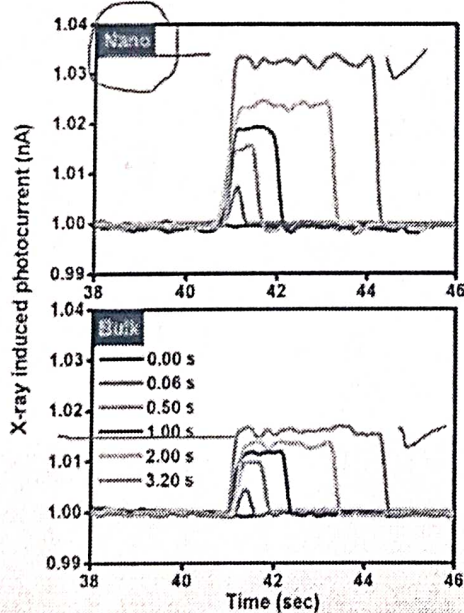 X-ray induced photocurrent (nA)
1.04
Nano
1.03
1.02
1.01
1.00
0.99
38 40 42 44 46
1.04
Bulk
1.03
0.00 s
0.06 s
1.02
0.50 s
1.00 s
1.01
2.00 s
3.20 s
1.00
0.99
38 40 42 44 46
Time (sec)